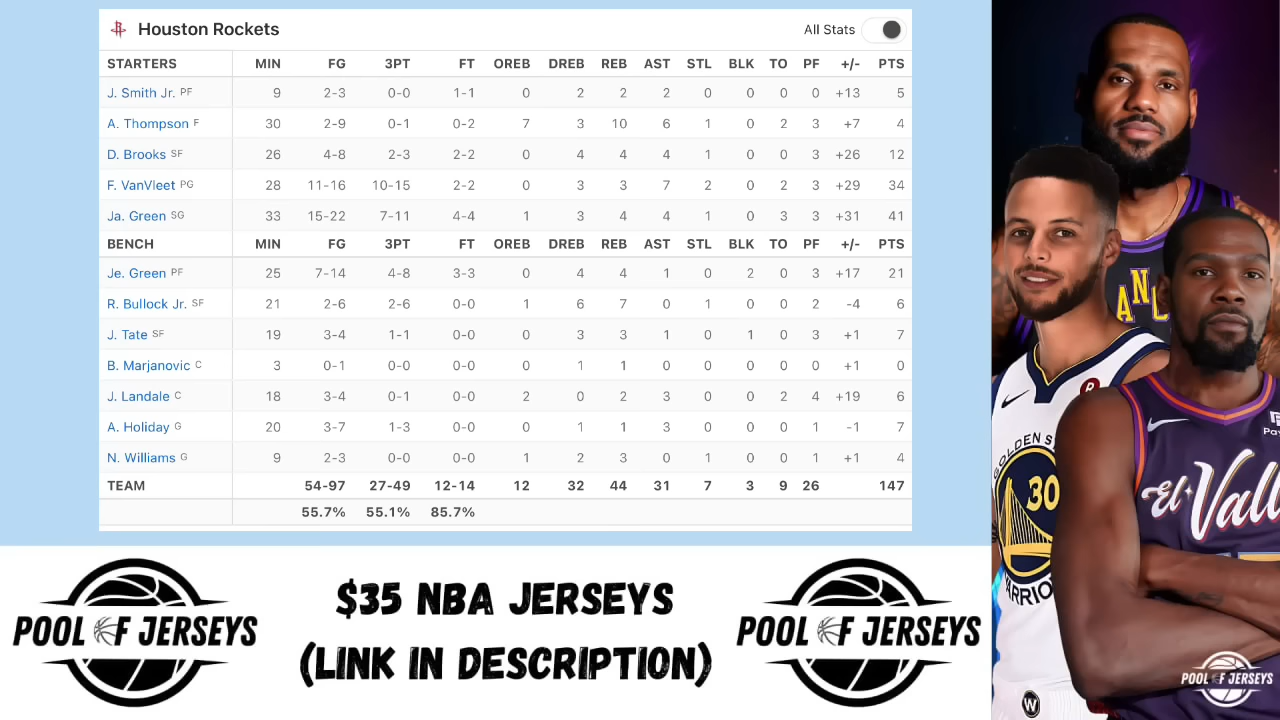 Houston Rockets All Stats
STARTERS MIN FG 3PT FT OREB DREB REB AST STL BLK TO PF +/- PTS
J. Smith Jr. PF 9 2-3 0-0 1-1 0 2 2 2 0 0 0 0 +13 5
A. Thompson F 30 2-9 0-1 0-2 7 3 10 6 1 0 2 3 +7 4
D. Brooks SF 26 4-8 2-3 2-2 0 4 4 4 1 0 0 3 +26 12
F. VanVleet PG 28 11-16 10-15 2-2 0 3 3 7 2 0 2 3 +29 34
Ja. Green SG 33 15-22 7-11 4-4 1 3 4 4 1 0 3 3 +31 41
BENCH MIN FG 3PT FT OREB DREB REB AST STL BLK TO PF +/- PTS
Je. Green PF 25 7-14 4-8 3-3 0 4 4 1 0 2 0 3 +17 21
R. Bullock Jr. SF 21 2-6 2-6 0-0 1 6 7 0 1 0 0 2 -4 6
J. Tate SF 19 3-4 1-1 0-0 0 3 3 1 0 1 0 3 +1 7
B. Marjanovic C 3 0-1 0-0 0-0 0 1 1 0 0 0 0 0 +1 0
J. Landale C 18 3-4 0-1 0-0 2 0 2 3 0 0 2 4 +19 6
A. Holiday G 20 3-7 1-3 0-0 0 1 1 3 0 0 0 1 -1 7
N. Williams G 9 2-3 0-0 0-0 1 2 3 0 1 0 0 1 +1 4
TEAM 54-97 27-49 12-14 12 32 44 31 7 3 9 26 147
55.7% 55.1% 85.7%
POOL OF JERSEYS
$35 NBA JERSEYS
(LINK IN DESCRIPTION)
POOL OF JERSEYS
GOLDEN S
30
ARRIO
W
El Vall
POOL OF JERSEYS